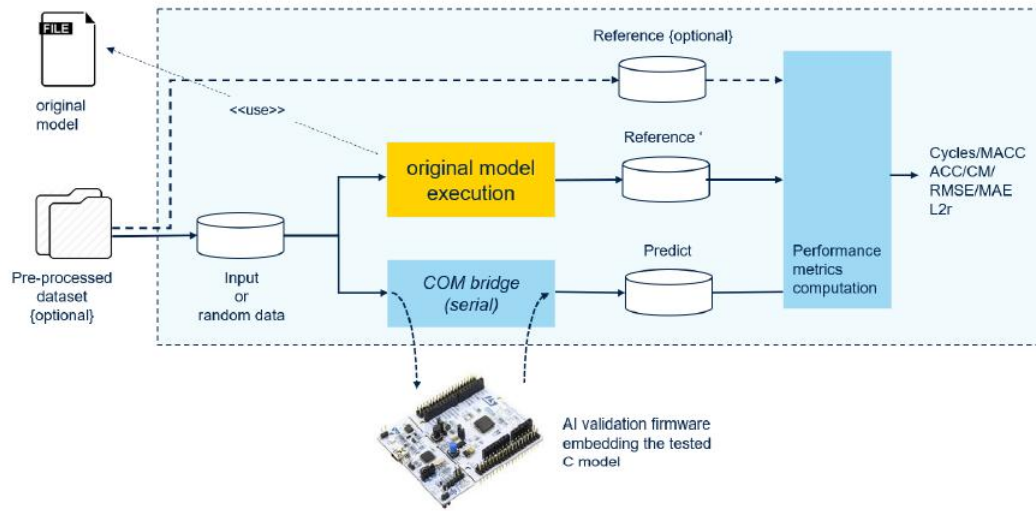 FILE
original
model
<<use>>
Reference {optional}
original model
execution
Reference '
Cycles/MACC
ACC/CM/
RMSE/MAE
L2r
Pre-processed
dataset
{optional}
Input
or
random data
COM bridge
(serial)
Predict
Performance
metrics
computation
AI validation firmware
embedding the tested
C model